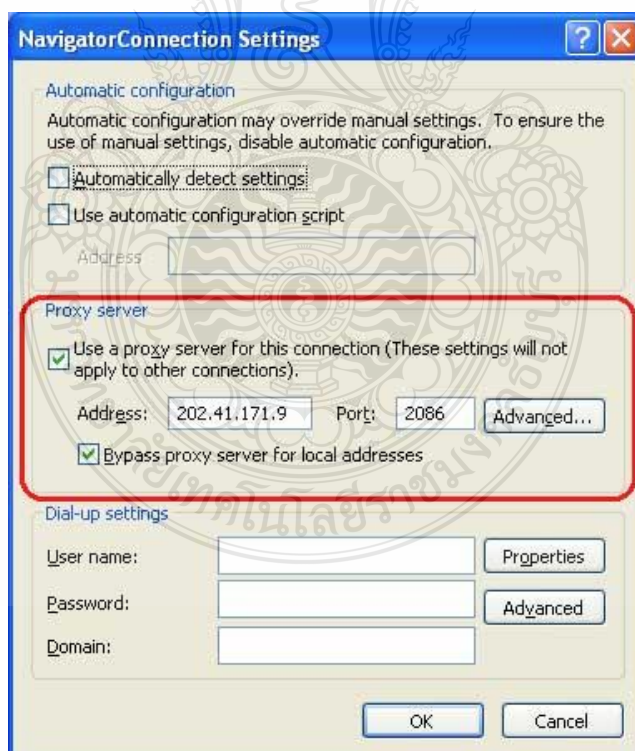 NavigatorConnection Settings
Automatic configuration
Automatic configuration may override manual settings. To ensure the
use of manual settings, disable automatic configuration.
Automatically detect settings
Use automatic configuration script
Address
Proxy server
Use a proxy server for this connection (These settings will not
apply to other connections).
Address: 202.41.171.9 Port: 2086 Advanced...
Bypass proxy server for local addresses
Dial-up settings
User name: Properties
Password: Advanced
Domain:
OK Cancel